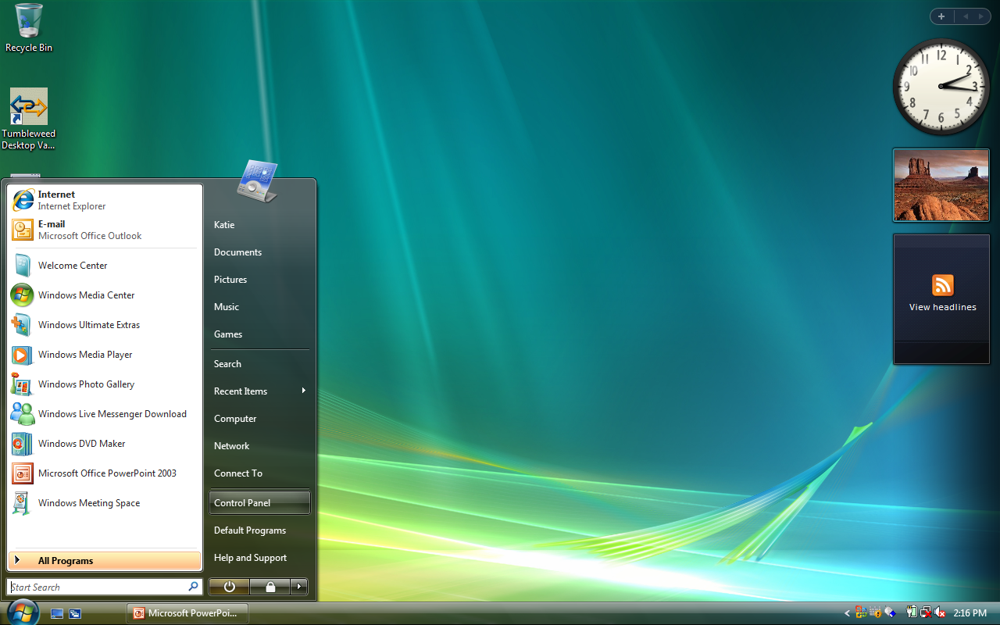 Recycle Bin
Tumbleweed
Desktop Va...
Internet
Internet Explorer
E-mail
Microsoft Office Outlook
Welcome Center
Windows Media Center
Windows Ultimate Extras
Windows Media Player
Windows Photo Gallery
Windows Live Messenger Download
Windows DVD Maker
Microsoft Office PowerPoint 2003
Windows Meeting Space
All Programs
Start Search
Katie
Documents
Pictures
Music
Games
Search
Recent Items
Computer
Network
Connect To
Control Panel
Default Programs
Help and Support
12
1
2
3
4
5
6
7
8
9
10
11
View headlines
Microsoft PowerPoi...
2:16 PM